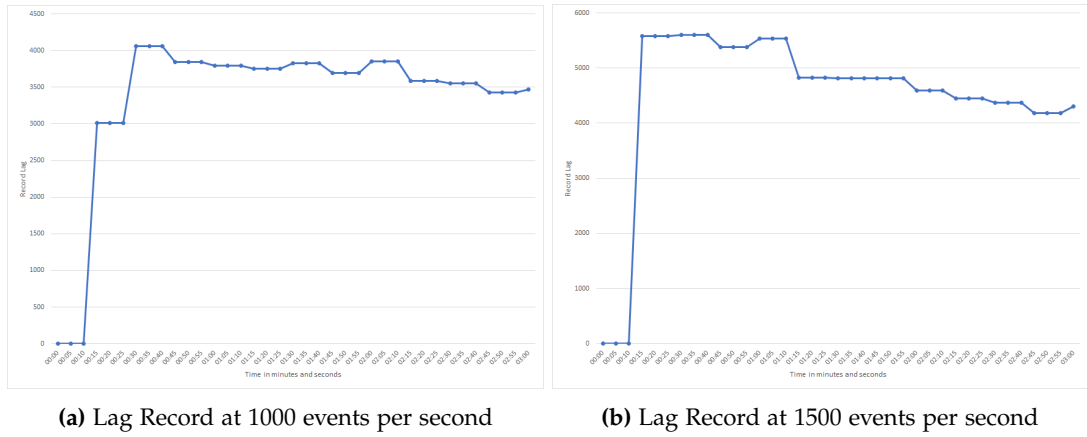 4500
4000
3500
3000
2500
2000
1500
1000
500
0
Record Lag
00:00 00:05 00:10 00:15 00:20 00:25 00:30 00:35 00:40 00:45 00:50 00:55 01:00 01:05 01:10 01:15 01:20 01:25 01:30 01:35 01:40 01:45 01:50 01:55 02:00 02:05 02:10 02:15 02:20 02:25 02:30 02:35 02:40 02:45 02:50 02:55 03:00
Time in minutes and seconds
(a) Lag Record at 1000 events per second
6000
5000
4000
3000
2000
1000
0
Record Lag
00:00 00:05 00:10 00:15 00:20 00:25 00:30 00:35 00:40 00:45 00:50 00:55 01:00 01:05 01:10 01:15 01:20 01:25 01:30 01:35 01:40 01:45 01:50 01:55 02:00 02:05 02:10 02:15 02:20 02:25 02:30 02:35 02:40 02:45 02:50 02:55 03:00
Time in minutes and seconds
(b) Lag Record at 1500 events per second